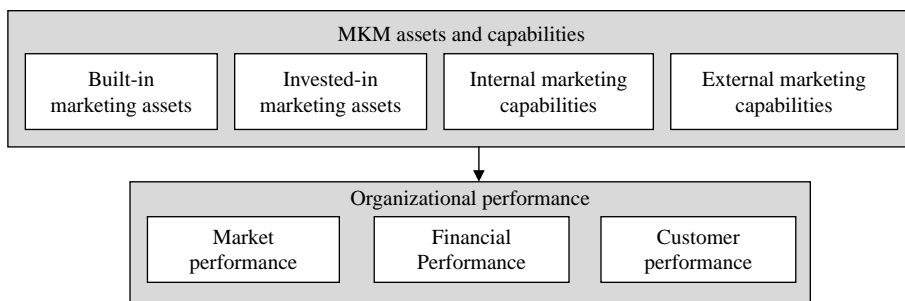 MKM assets and capabilities
Built-in
marketing assets
Invested-in
marketing assets
Internal marketing
capabilities
External marketing
capabilities
Organizational performance
Market
performance
Financial
Performance
Customer
performance